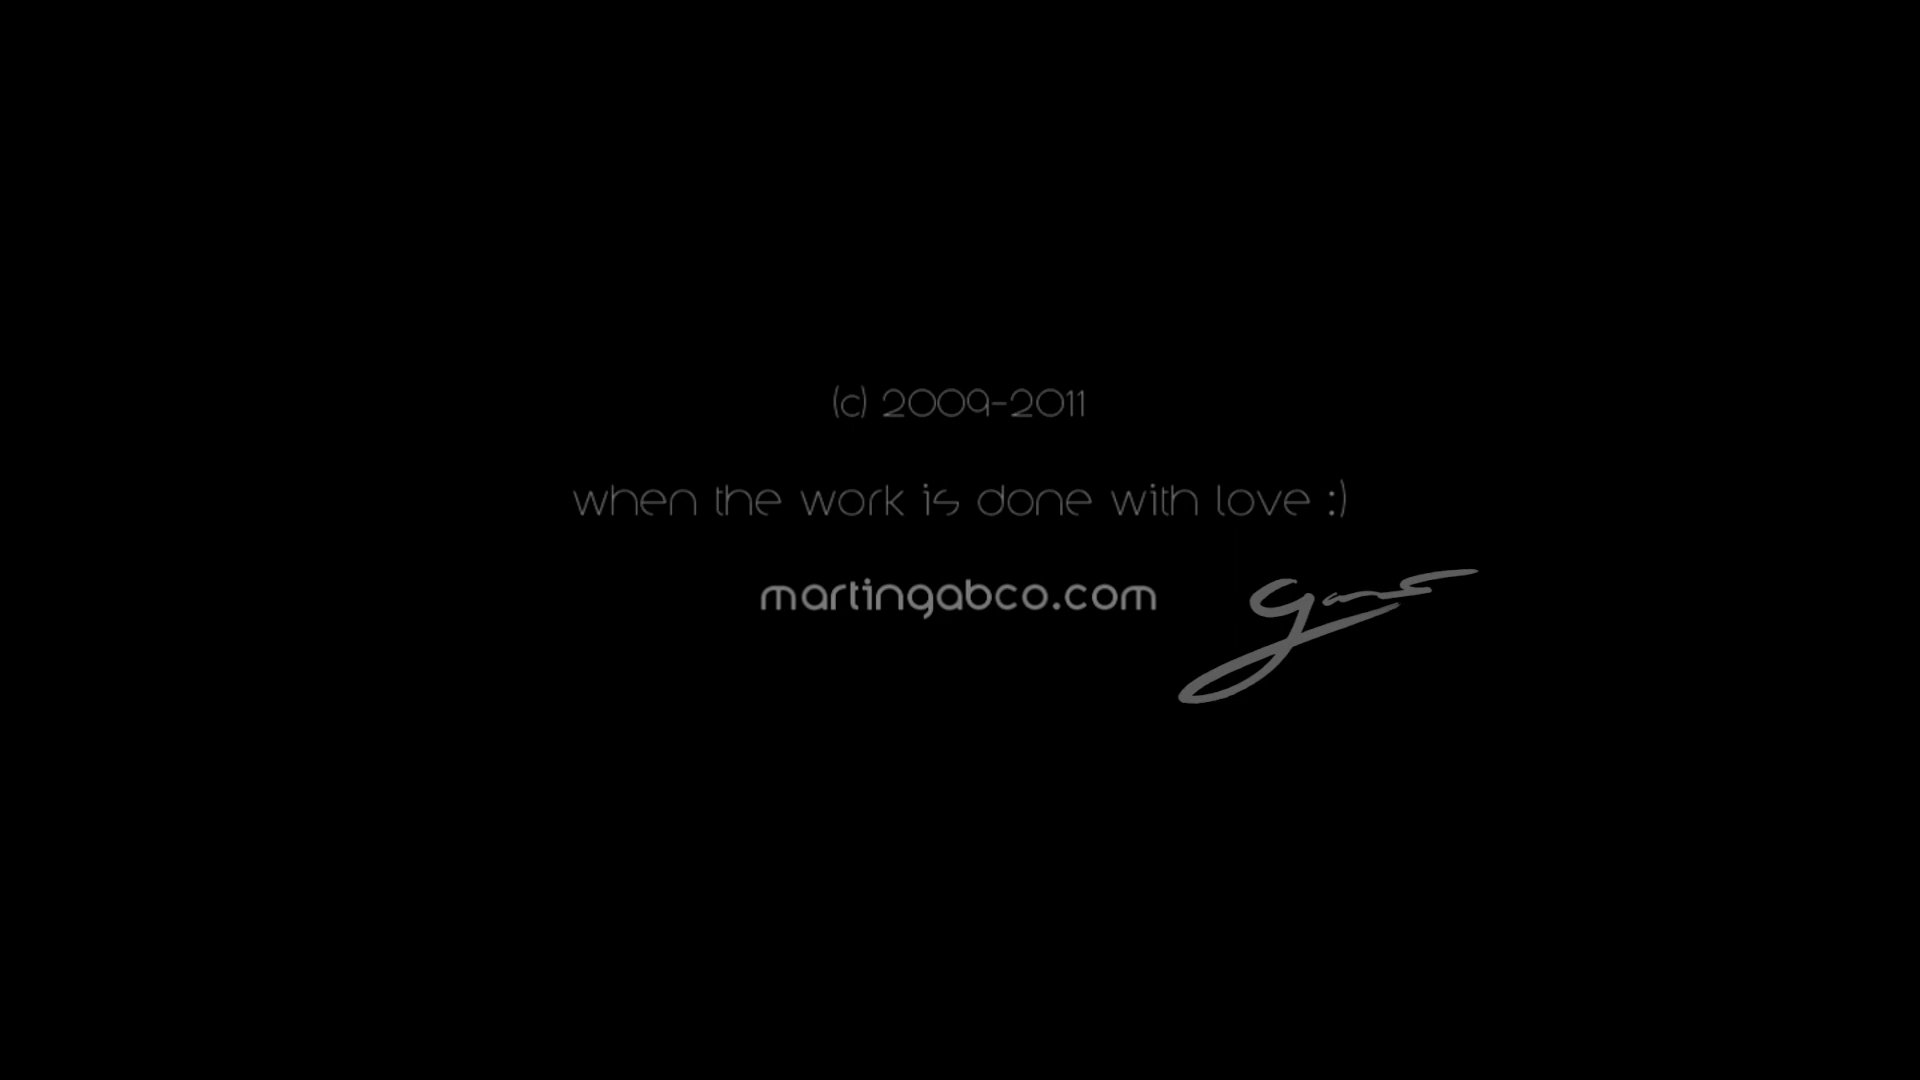 (c) 2009-2011
when the work is done with love :)
martingabco.com